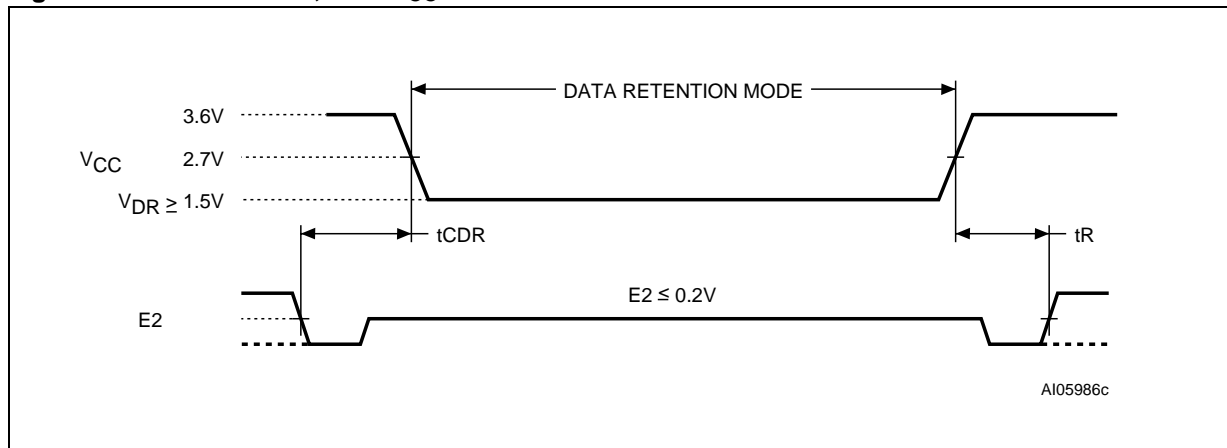 DATA RETENTION MODE
3.6V
VCC 2.7V
VDR ≥ 1.5V
tCDR
tR
E2 ≤ 0.2V
E2
AI05986c